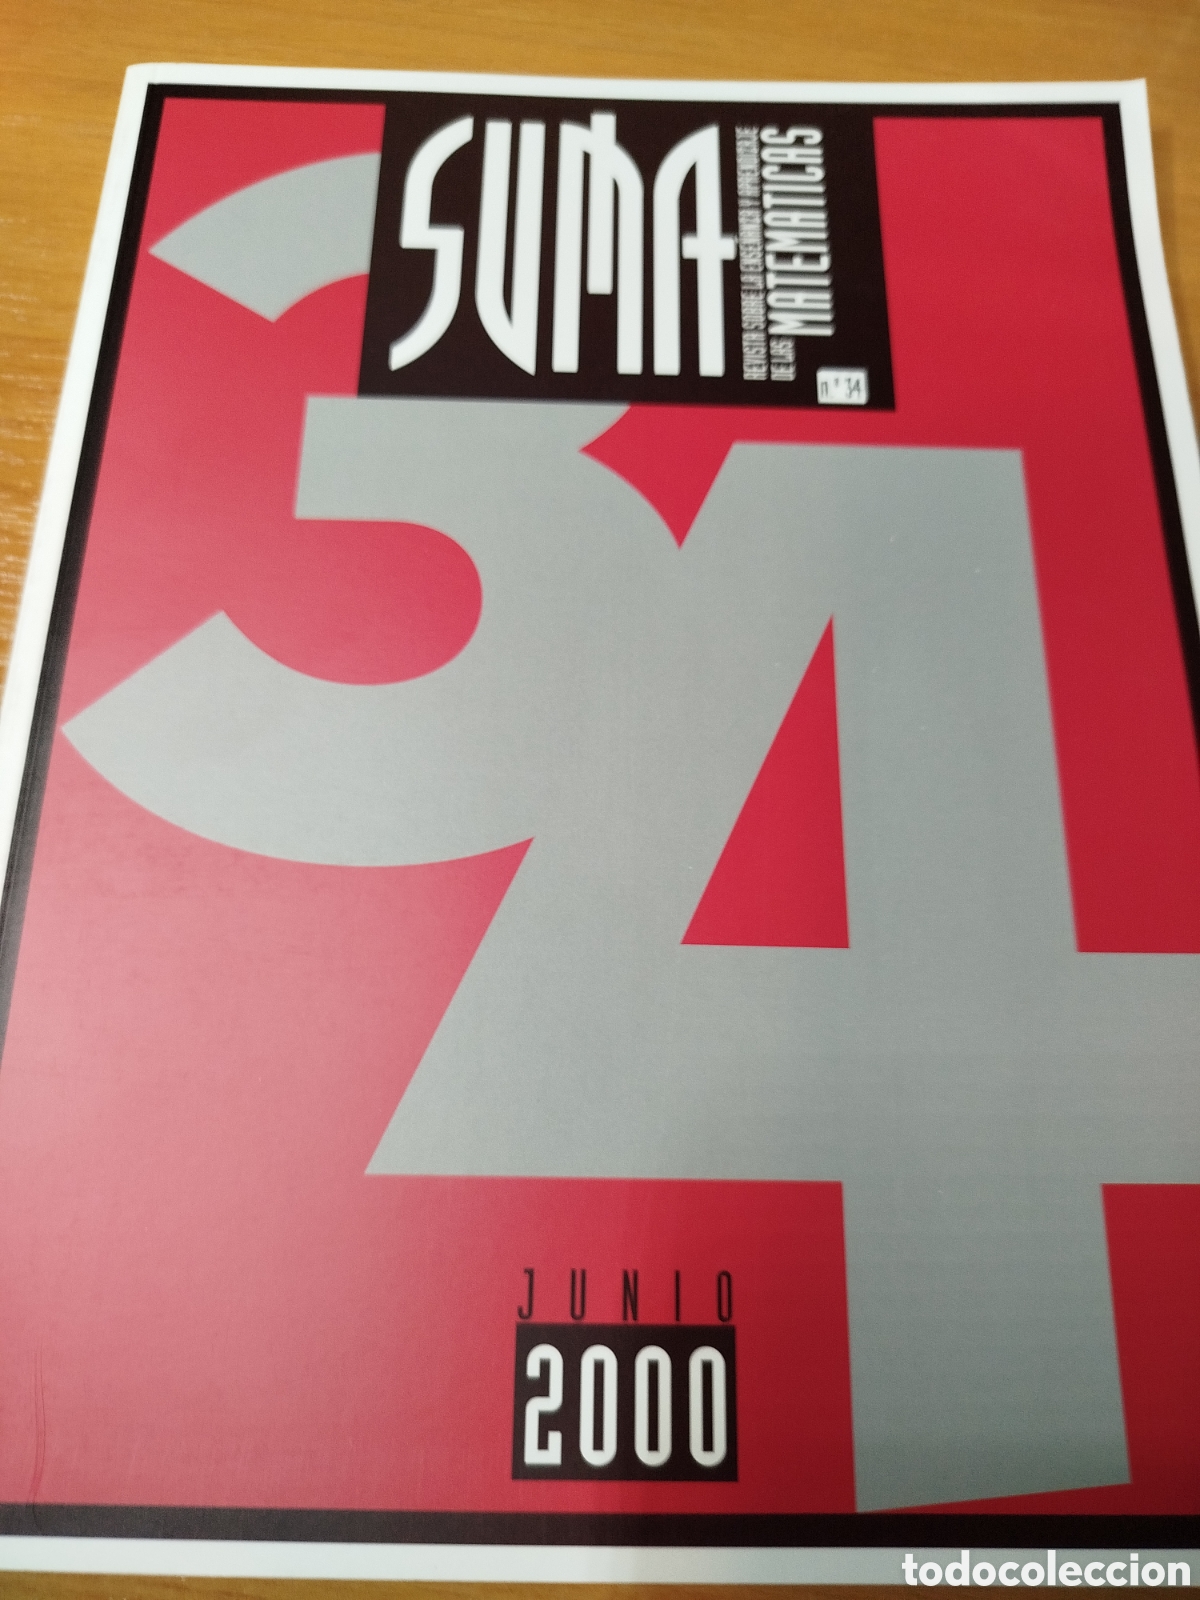 SUMA
REVISTA SOBRE LA ENSEÑANZA Y APRENDIZAJE
DE LAS MATEMATICAS
n.º 34
34
JUNIO
2000
todocoleccion